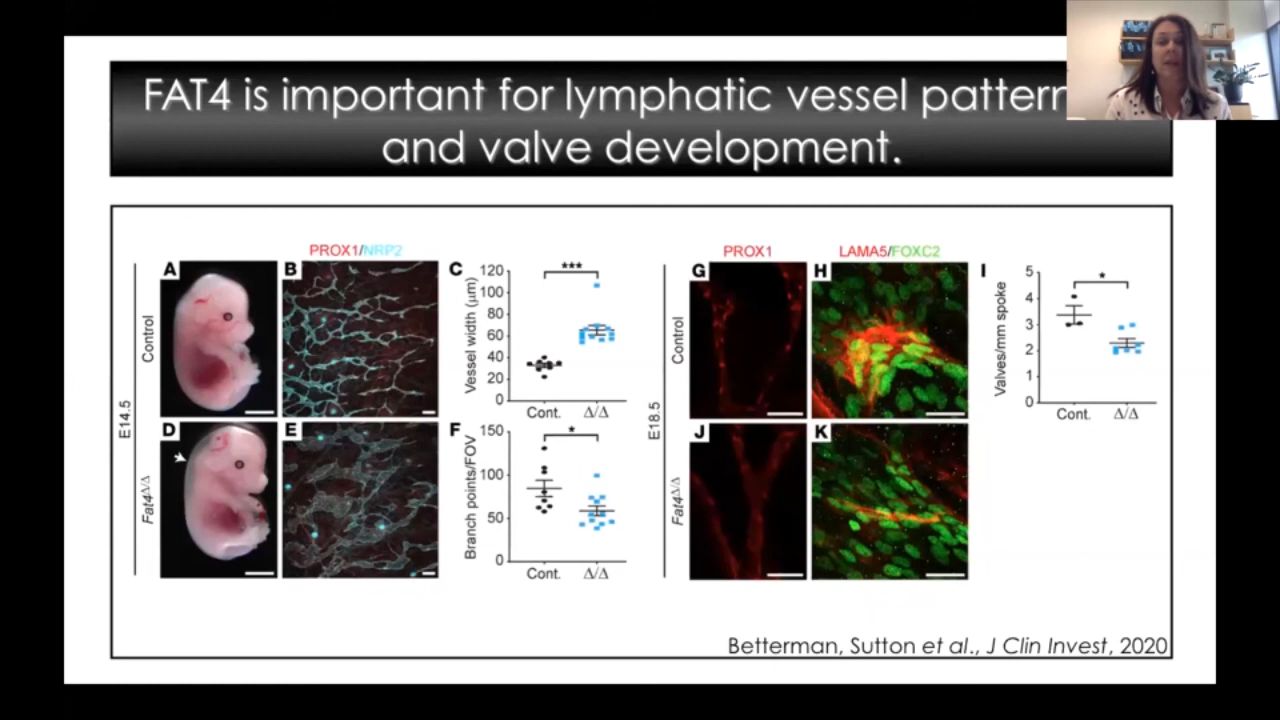 FAT4 is important for lymphatic vessel
and valve development.
PROX1/NRP2
A
B
Control
D
E
Fat4Δ/Δ
E14.5
C
Vessel width (μm)
120
100
80
60
40
20
0
***
Cont. Δ/Δ
F
Branch points/FOV
150
100
50
0
*
Cont. Δ/Δ
PROX1
LAMA5/FOXC2
G
H
Control
J
K
Fat4Δ/Δ
E18.5
I
Valves/mm spoke
5
4
3
2
1
0
*
Cont. Δ/Δ
Betterman, Sutton et al., J Clin Invest, 2020